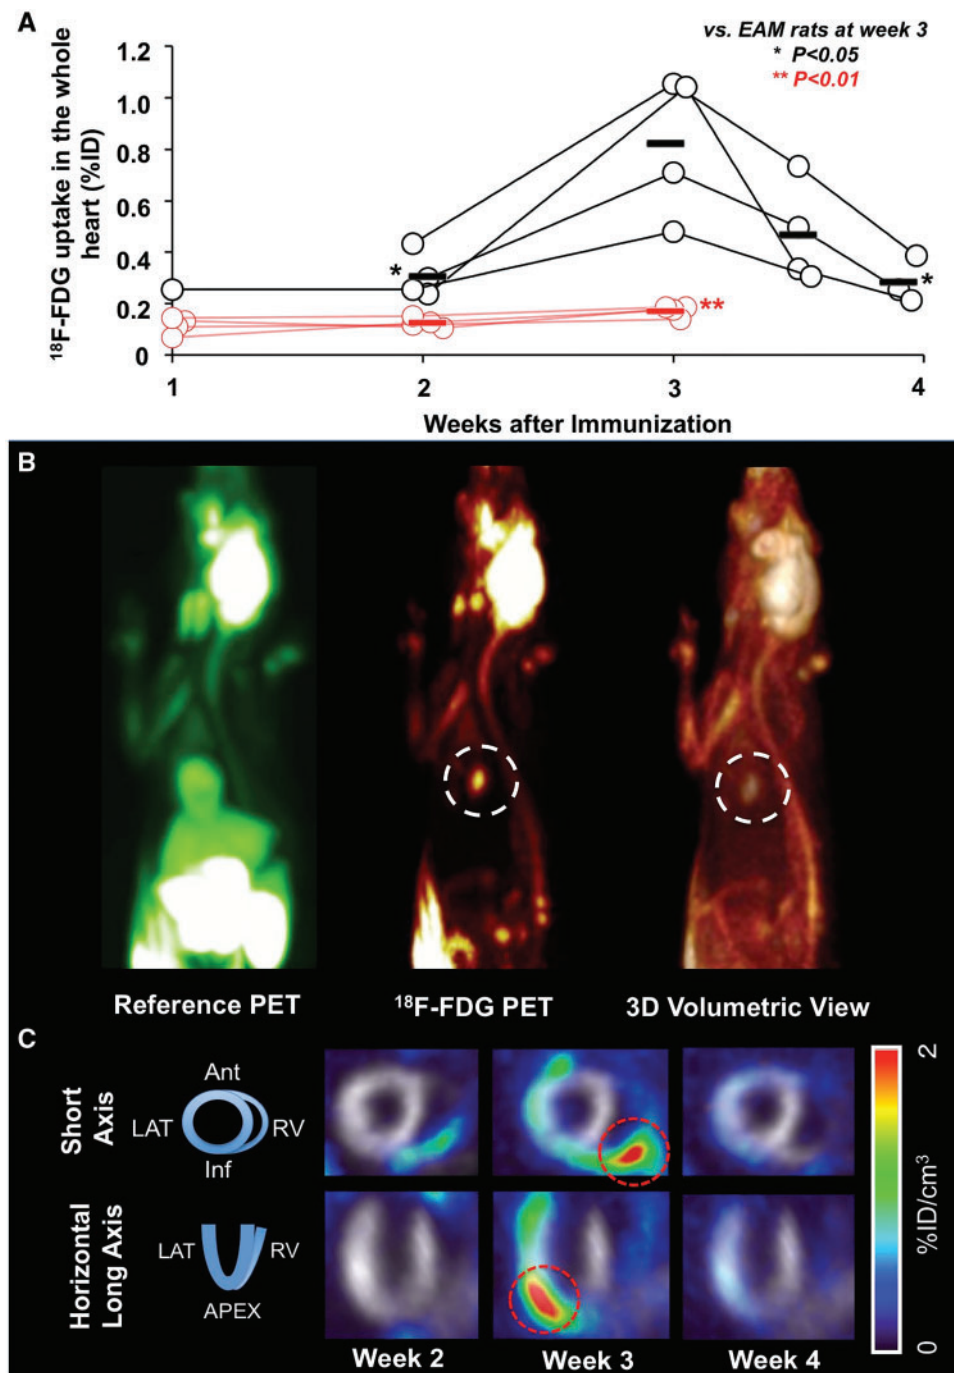 A
¹⁸F-FDG uptake in the whole
heart (%ID)
1.2
1.0
0.8
0.6
0.4
0.2
0
vs. EAM rats at week 3
* P<0.05
** P<0.01
*
*
**
1 2 3 4
Weeks after Immunization
B
Reference PET ¹⁸F-FDG PET 3D Volumetric View
C
Short
Axis
Ant
LAT RV
Inf
Horizontal
Long Axis
LAT RV
APEX
Week 2 Week 3 Week 4
2
%ID/cm³
0